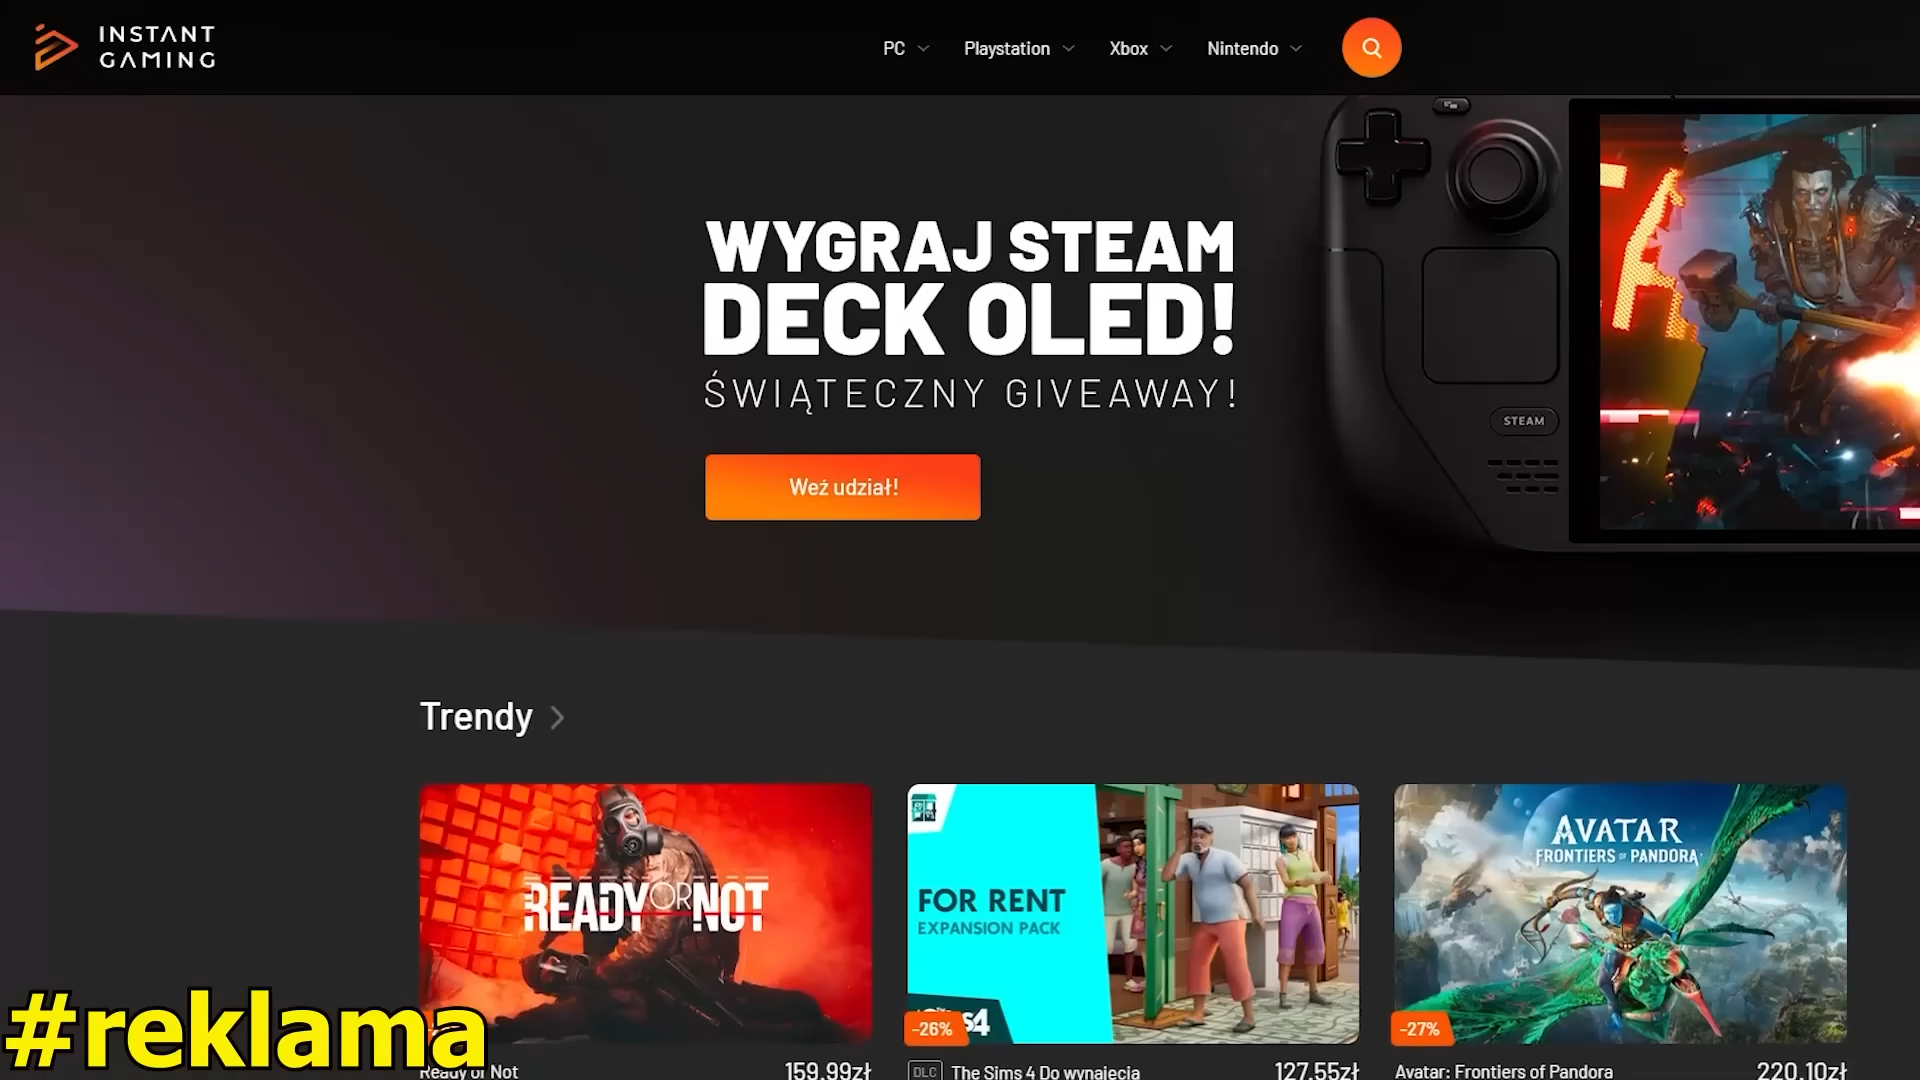 INSTANT
GAMING
PC
Playstation
Xbox
Nintendo
WYGRAJ STEAM
DECK OLED!
ŚWIĄTECZNY GIVEAWAY!
Weź udział!
STEAM
Trendy
READY OR NOT
FOR RENT
EXPANSION PACK
AVATAR
FRONTIERS OF PANDORA
-26%
-27%
#reklama
Ready or Not
159.99zł
DLC
The Sims 4 Do wynajęcia
127.55zł
Avatar: Frontiers of Pandora
220.10zł